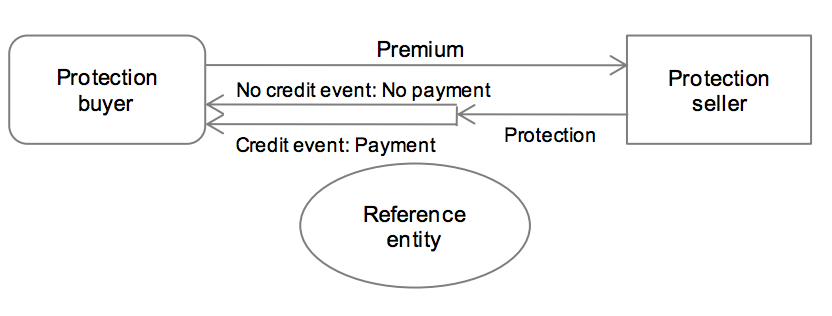 Premium
Protection
buyer
Protection
seller
No credit event: No payment
Protection
Credit event: Payment
Reference
entity